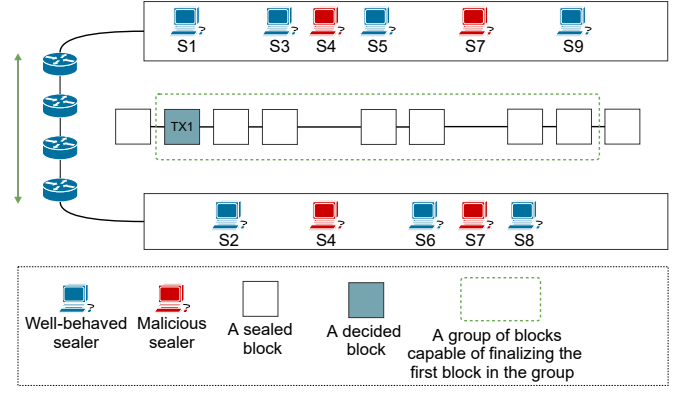 S1 S3 S4 S5 S7 S9
TX1
S2 S4 S6 S7 S8
Well-behaved
sealer
Malicious
sealer
A sealed
block
A decided
block
A group of blocks
capable of finalizing the
first block in the group